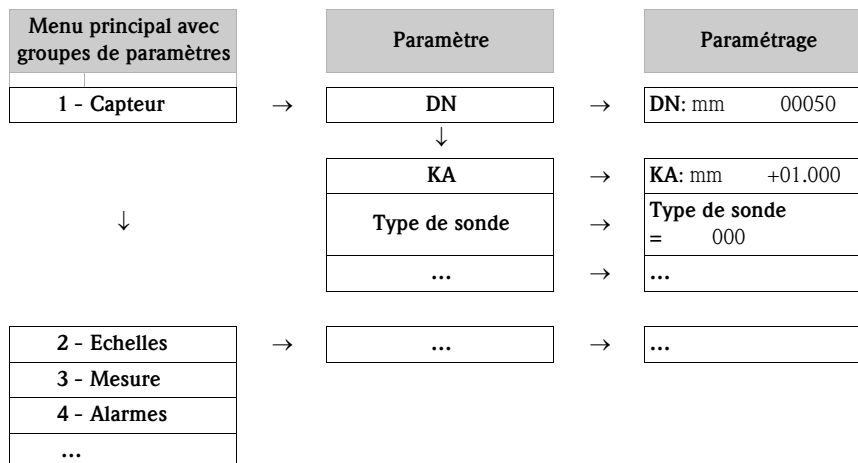 Menu principal avec
groupes de paramètres
Paramètre
Paramétrage
1 - Capteur → DN → DN: mm 00050
↓
KA → KA: mm +01.000
↓
Type de sonde → Type de sonde
= 000
... → ...
2 - Echelles → ... → ...
3 - Mesure
4 - Alarmes
...